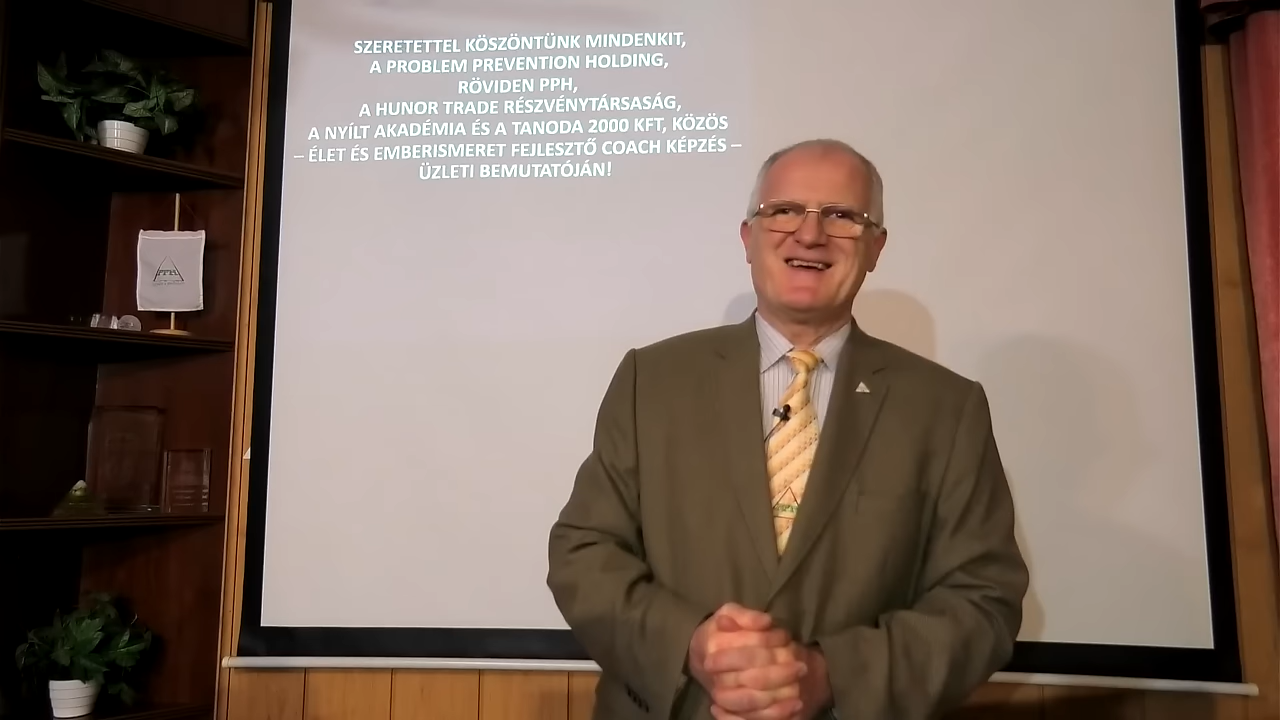 SZERETETTEL KÖSZÖNTÜNK MINDENKIT,
A PROBLEM PREVENTION HOLDING,
RÖVIDEN PPH,
A HUNOR TRADE RÉSZVÉNYTÁRSASÁG,
A NYÍLT AKADÉMIA ÉS A TANODA 2000 KFT, KÖZÖS
– ÉLET ÉS EMBERISMERET FEJLESZTŐ COACH KÉPZÉS –
ÜZLETI BEMUTATÓJÁN!
PPH